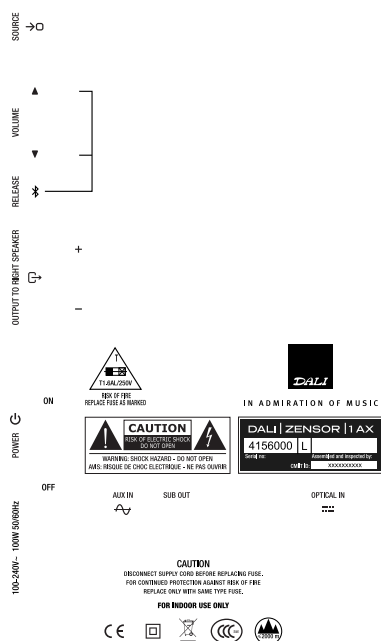 SOURCE
VOLUME
RELEASE
OUTPUT TO RIGHT SPEAKER
+
–
T
T1.6AL/250V
RISK OF FIRE
REPLACE FUSE AS MARKED
DALI
IN ADMIRATION OF MUSIC
ON
POWER
OFF
CAUTION
RISK OF ELECTRIC SHOCK
DO NOT OPEN
WARNING: SHOCK HAZARD - DO NOT OPEN
AVIS: RISQUE DE CHOC ELECTRIQUE - NE PAS OUVRIR
DALI | ZENSOR | 1 AX
4156000 L
Serial no:
Assembled and inspected by:
xxxxxxxxxx
AUX IN
SUB OUT
OPTICAL IN
100-240V~ 100W 50/60Hz
CAUTION
DISCONNECT SUPPLY CORD BEFORE REPLACING FUSE.
FOR CONTINUED PROTECTION AGAINST RISK OF FIRE
REPLACE ONLY WITH SAME TYPE FUSE.
FOR INDOOR USE ONLY
CE
CCC
≤2000 m